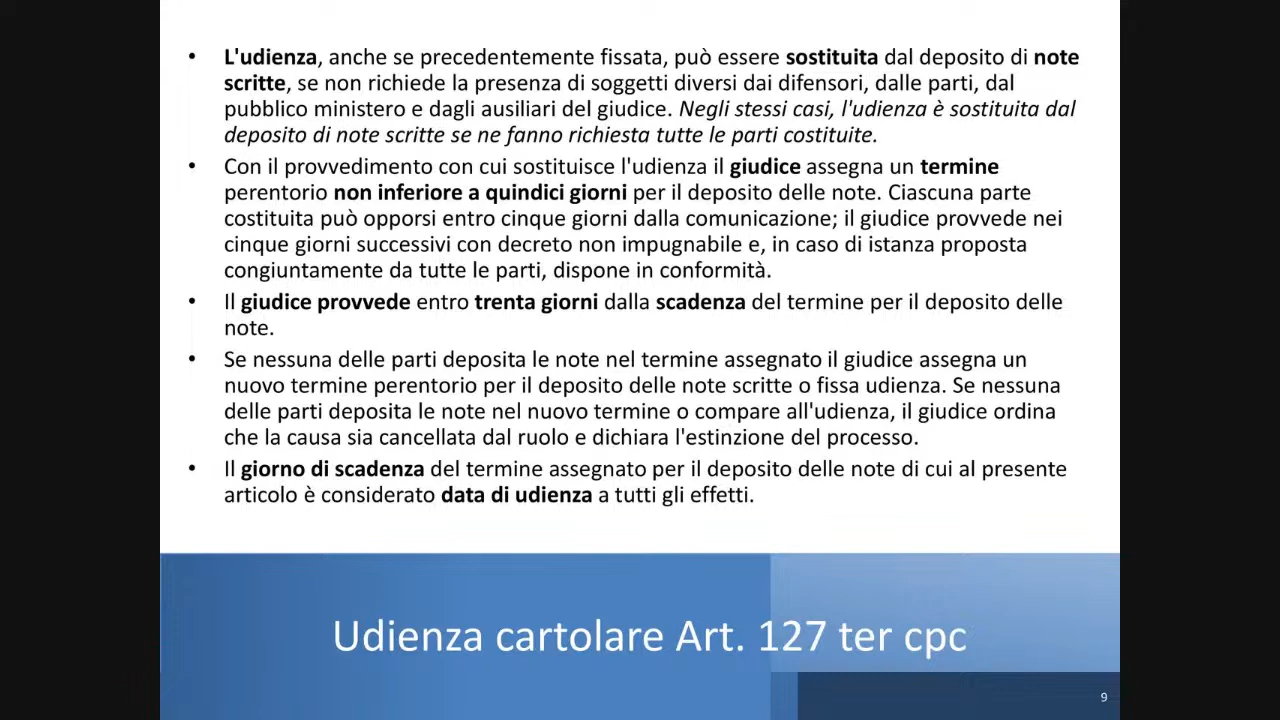 • L'udienza, anche se precedentemente fissata, può essere sostituita dal deposito di note
scritte, se non richiede la presenza di soggetti diversi dai difensori, dalle parti, dal
pubblico ministero e dagli ausiliari del giudice. Negli stessi casi, l'udienza è sostituita dal
deposito di note scritte se ne fanno richiesta tutte le parti costituite.
• Con il provvedimento con cui sostituisce l'udienza il giudice assegna un termine
perentorio non inferiore a quindici giorni per il deposito delle note. Ciascuna parte
costituita può opporsi entro cinque giorni dalla comunicazione; il giudice provvede nei
cinque giorni successivi con decreto non impugnabile e, in caso di istanza proposta
congiuntamente da tutte le parti, dispone in conformità.
• Il giudice provvede entro trenta giorni dalla scadenza del termine per il deposito delle
note.
• Se nessuna delle parti deposita le note nel termine assegnato il giudice assegna un
nuovo termine perentorio per il deposito delle note scritte o fissa udienza. Se nessuna
delle parti deposita le note nel nuovo termine o compare all'udienza, il giudice ordina
che la causa sia cancellata dal ruolo e dichiara l'estinzione del processo.
• Il giorno di scadenza del termine assegnato per il deposito delle note di cui al presente
articolo è considerato data di udienza a tutti gli effetti.
Udienza cartolare Art. 127 ter cpc
9